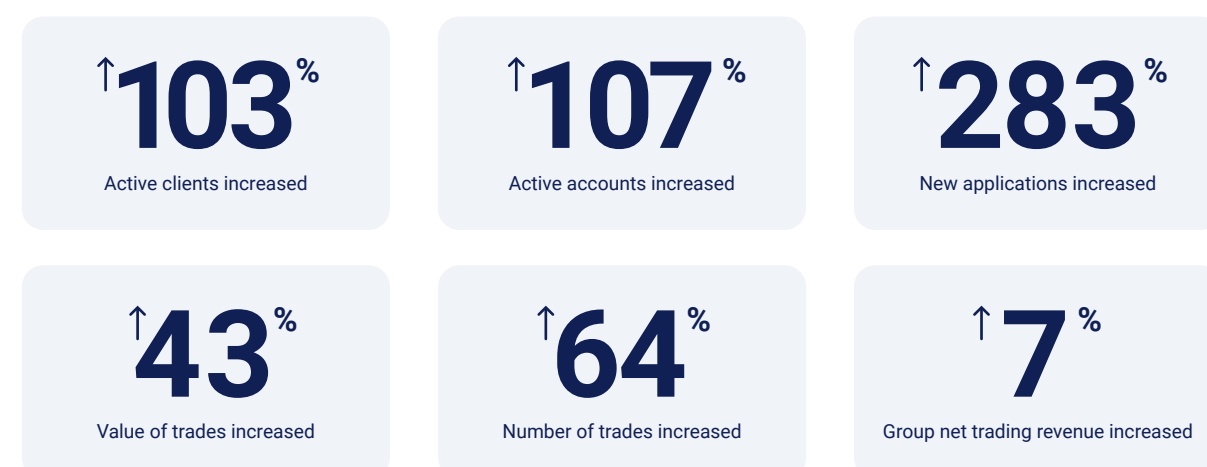 ↑103%
Active clients increased
↑107%
Active accounts increased
↑283%
New applications increased
↑43%
Value of trades increased
↑64%
Number of trades increased
↑7%
Group net trading revenue increased